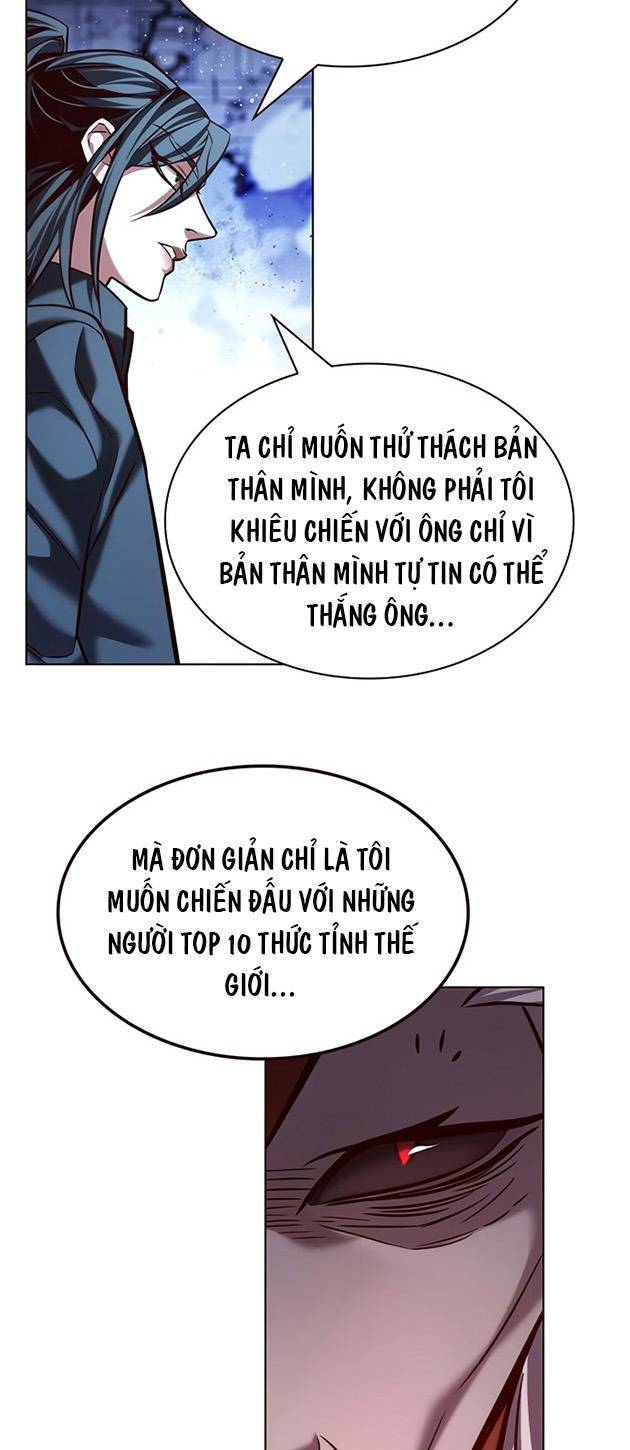 TA CHỈ MUỐN THỬ THÁCH BẢN
THÂN MÌNH, KHÔNG PHẢI TÔI
KHIÊU CHIẾN VỚI ÔNG CHỈ VÌ
BẢN THÂN MÌNH TỰ TIN CÓ THỂ
THẮNG ÔNG...
MÀ ĐƠN GIẢN CHỈ LÀ TÔI
MUỐN CHIẾN ĐẤU VỚI NHỮNG
NGƯỜI TOP 10 THỨC TỈNH THẾ
GIỚI...